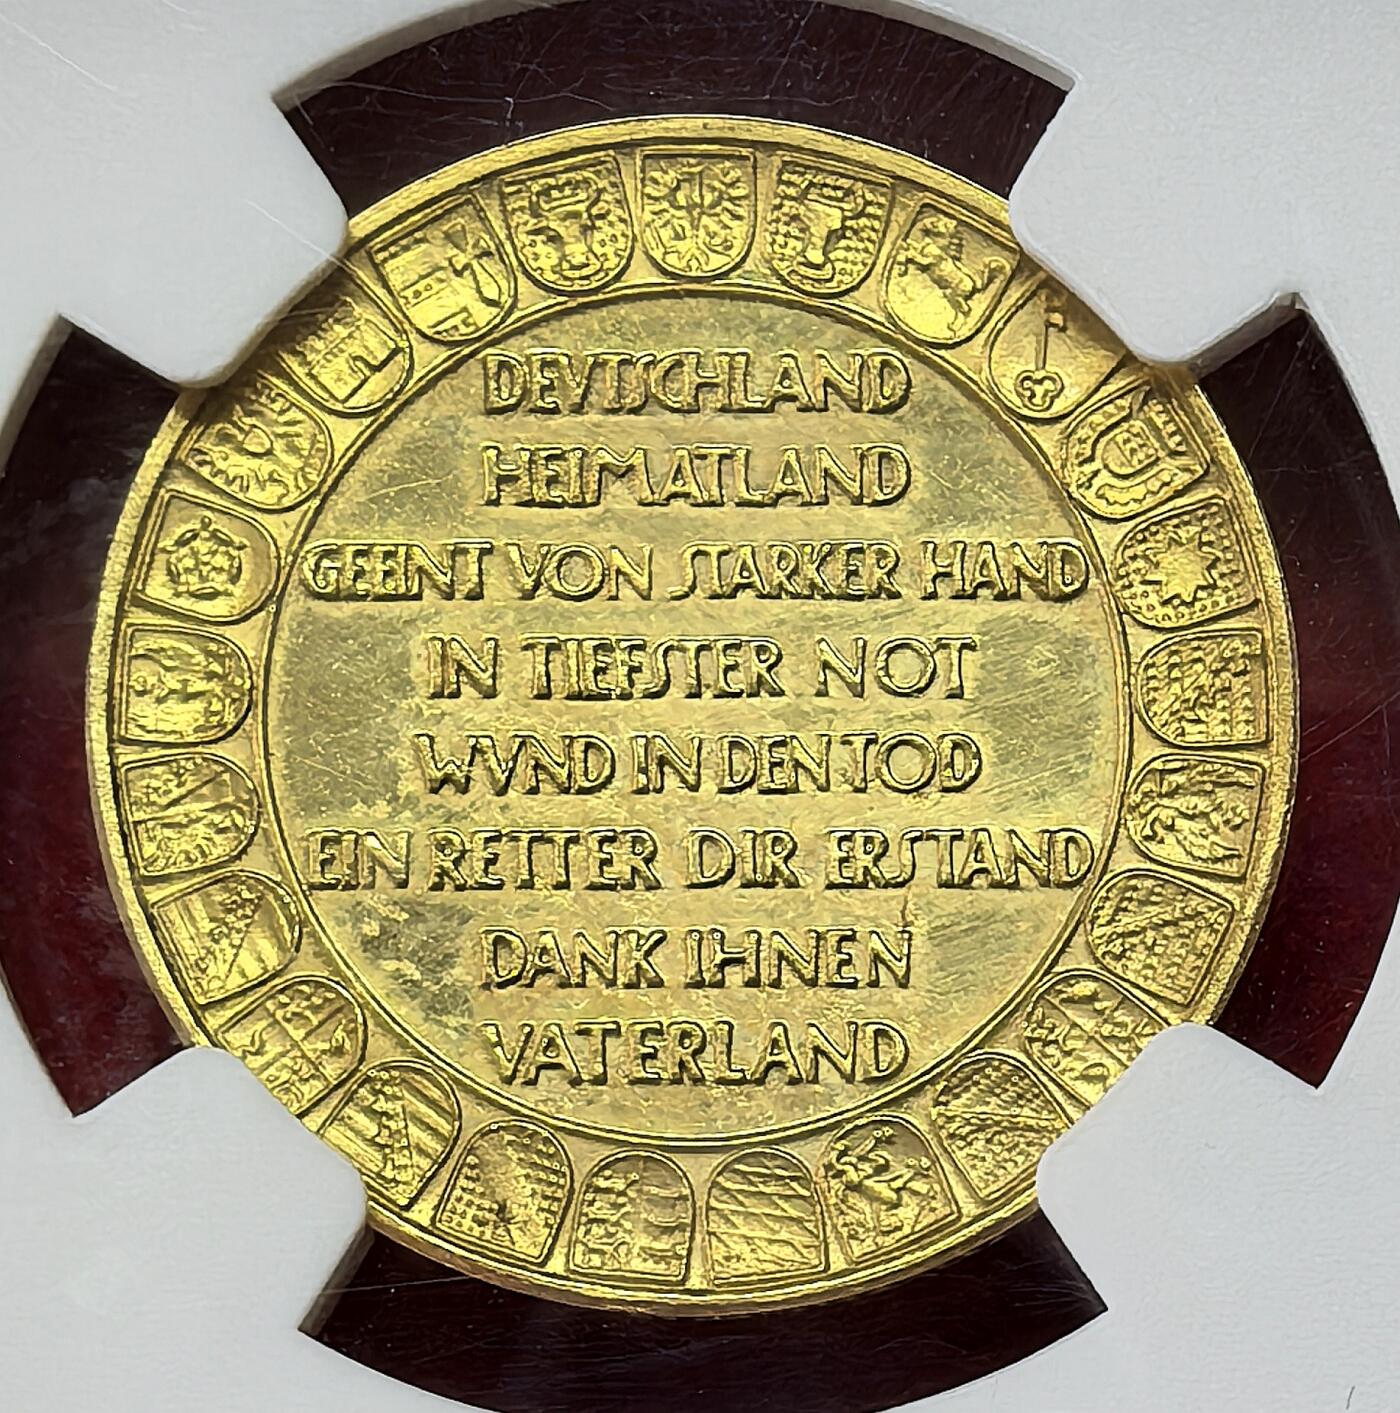 DEVTSCHLAND
HEIMATLAND
GEEINT VON STARKER HAND
IN TIEFSTER NOT
WVND IN DEN TOD
EIN RETTER DIR ERSTAND
DANK IHNEN
VATERLAND